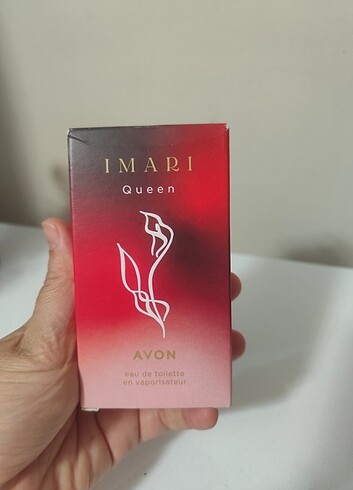 IMARI
Queen
AVON
eau de toilette
en vaporisateur